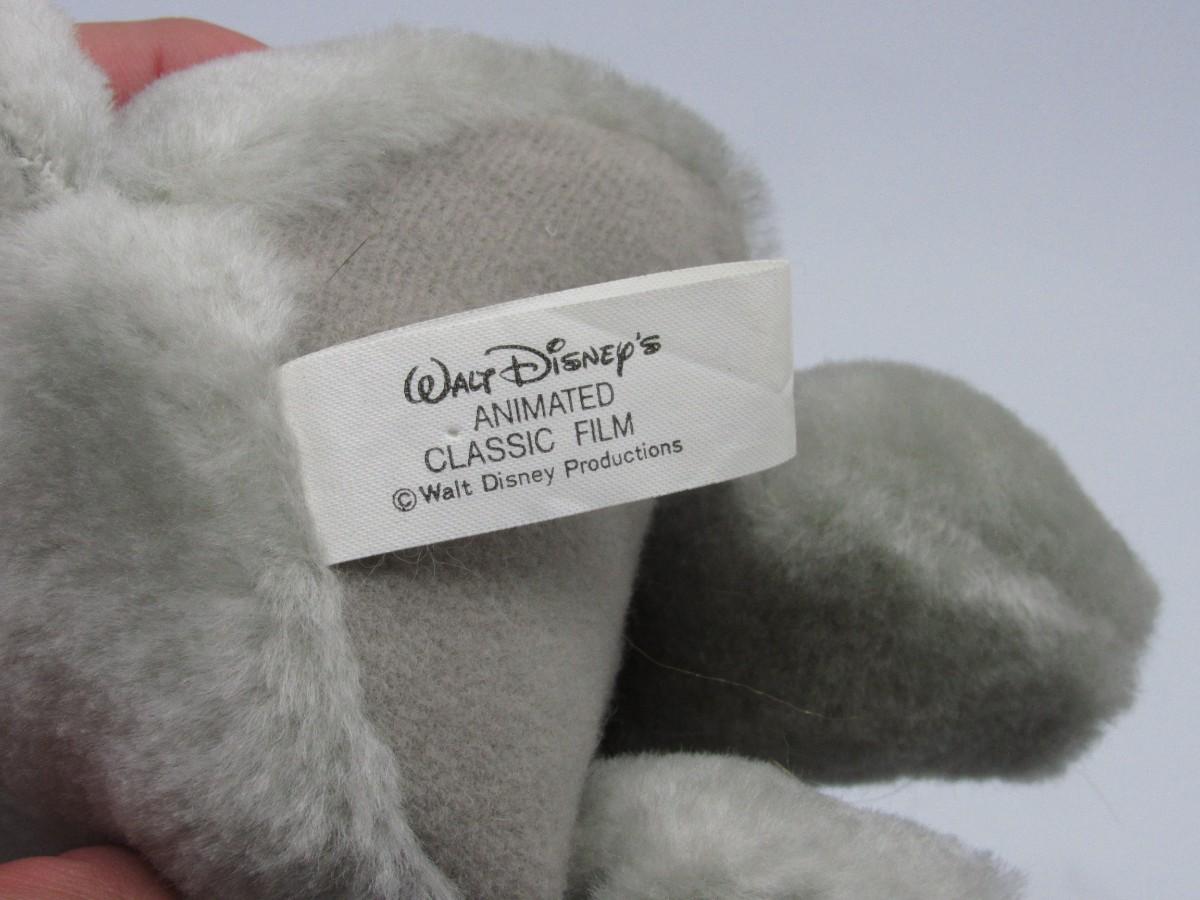 Walt Disney's
ANIMATED
CLASSIC FILM
©Walt Disney Productions